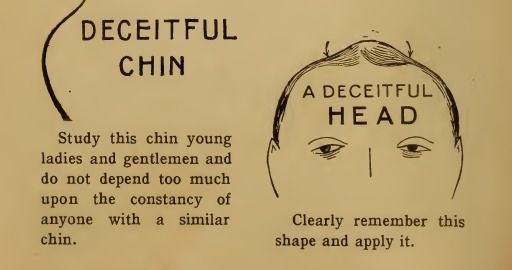 DECEITFUL
CHIN
Study this chin young
ladies and gentlemen and
do not depend too much
upon the constancy of
anyone with a similar
chin.
A DECEITFUL
HEAD
Clearly remember this
shape and apply it.